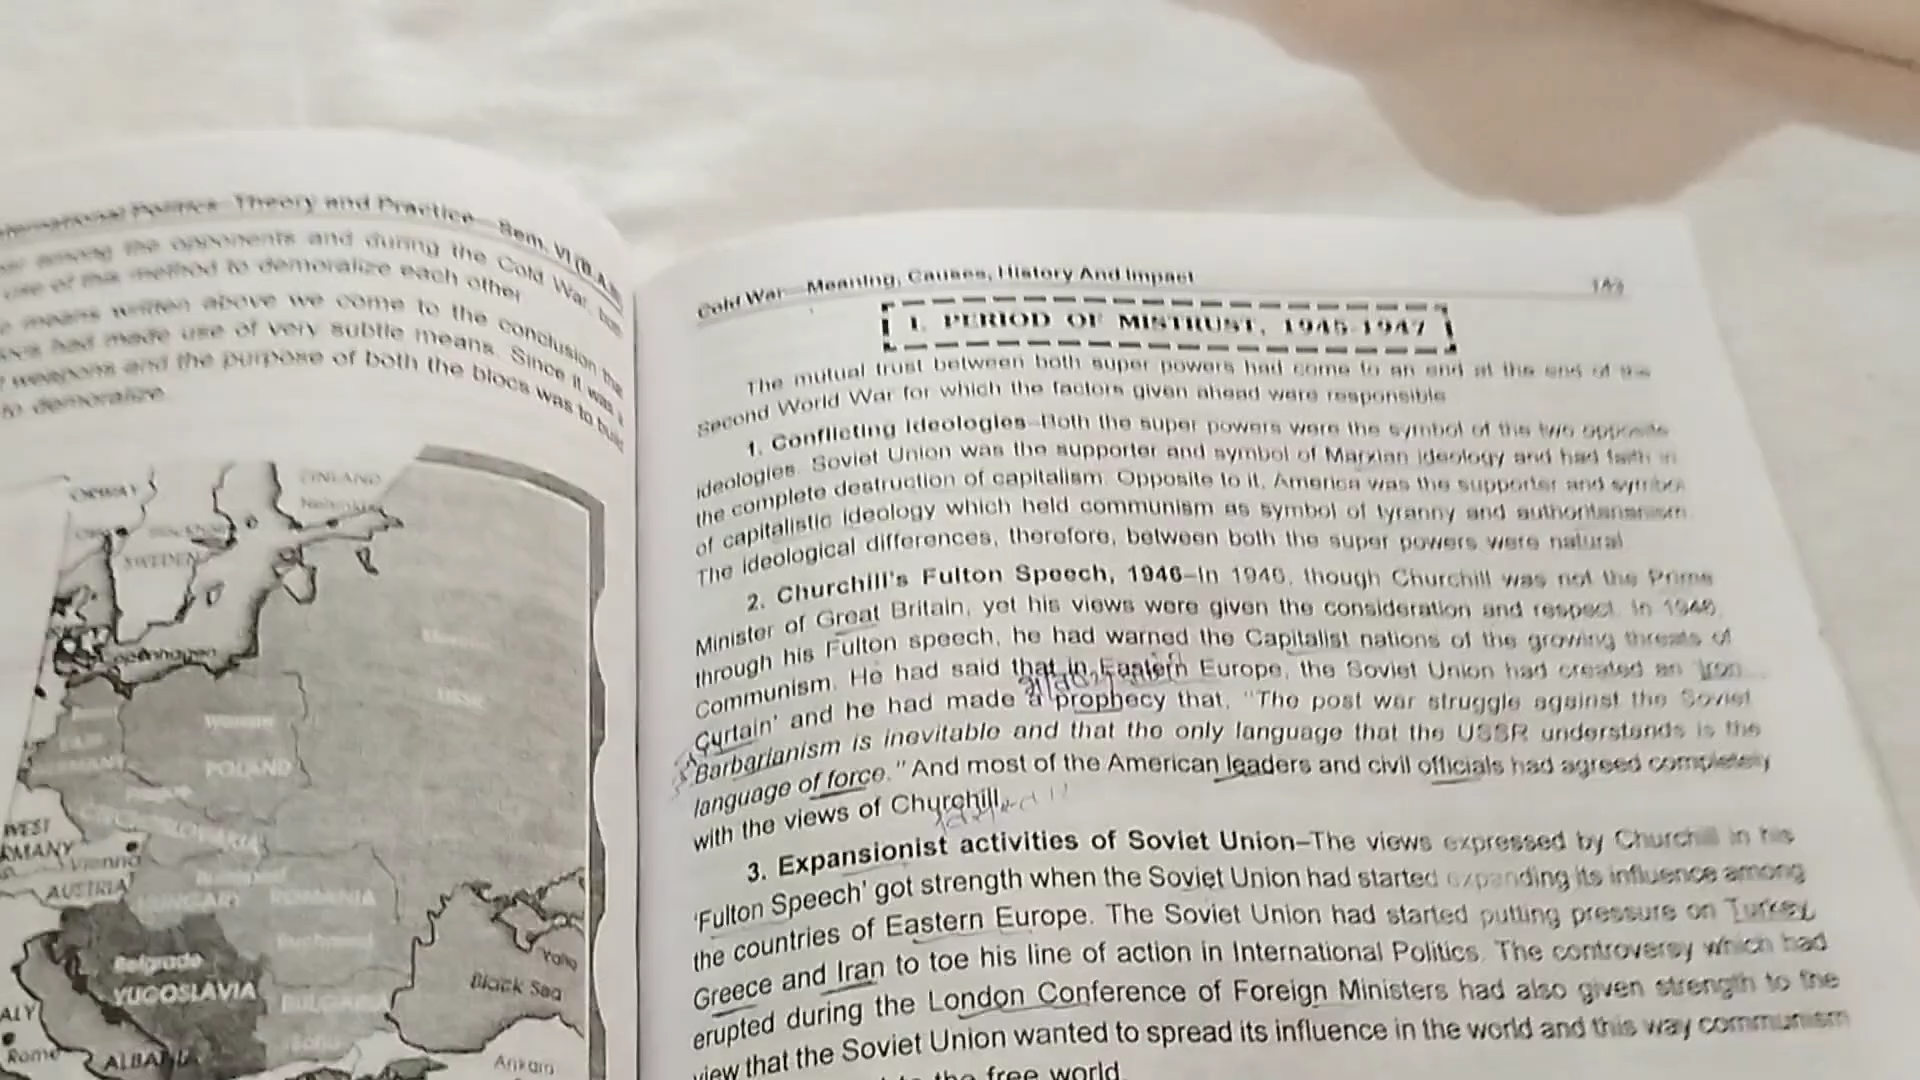 International Politics Theory and Practice—Sem. VI (B.A.
among the opponents and during the Cold War, both
use of this method to demoralize each other
means written above we come to the conclusion the
had made use of very subtle means. Since it was a
weapons and the purpose of both the blocs was to build
to demoralize.
FINLAND
SWEDEN
Copenhagen
POLAND
WEST
Vienna
AUSTRIA
HUNGARY
ROMANIA
Belgrade
YUGOSLAVIA
BULGARIA
Yalta
Black Sea
Rome
ALBANIA
Ankara
Cold War—Meaning, Causes, History And Impact
I. PERIOD OF MISTRUST, 1945-1947
The mutual trust between both super powers had come to an end at the end of the
Second World War for which the factors given ahead were responsible
1. Conflicting Ideologies–Both the super powers were the symbol of the two opposite
ideologies. Soviet Union was the supporter and symbol of Marxian ideology and had faith in
the complete destruction of capitalism. Opposite to it, America was the supporter and symbol
of capitalistic ideology which held communism as symbol of tyranny and authoritarianism.
The ideological differences, therefore, between both the super powers were natural
2. Churchill's Fulton Speech, 1946–In 1946, though Churchill was not the Prime
Minister of Great Britain, yet his views were given the consideration and respect. In 1946,
through his Fulton speech, he had warned the Capitalist nations of the growing threats of
Communism. He had said that in Eastern Europe, the Soviet Union had created an 'Iron
Curtain' and he had made a prophecy that, "The post war struggle against the Soviet
Barbarianism is inevitable and that the only language that the USSR understands is the
language of force." And most of the American leaders and civil officials had agreed completely
with the views of Churchill.
3. Expansionist activities of Soviet Union–The views expressed by Churchill in his
'Fulton Speech' got strength when the Soviet Union had started expanding its influence among
the countries of Eastern Europe. The Soviet Union had started putting pressure on Turkey,
Greece and Iran to toe his line of action in International Politics. The controversy which had
erupted during the London Conference of Foreign Ministers had also given strength to the
view that the Soviet Union wanted to spread its influence in the world and this way communism
the free world.